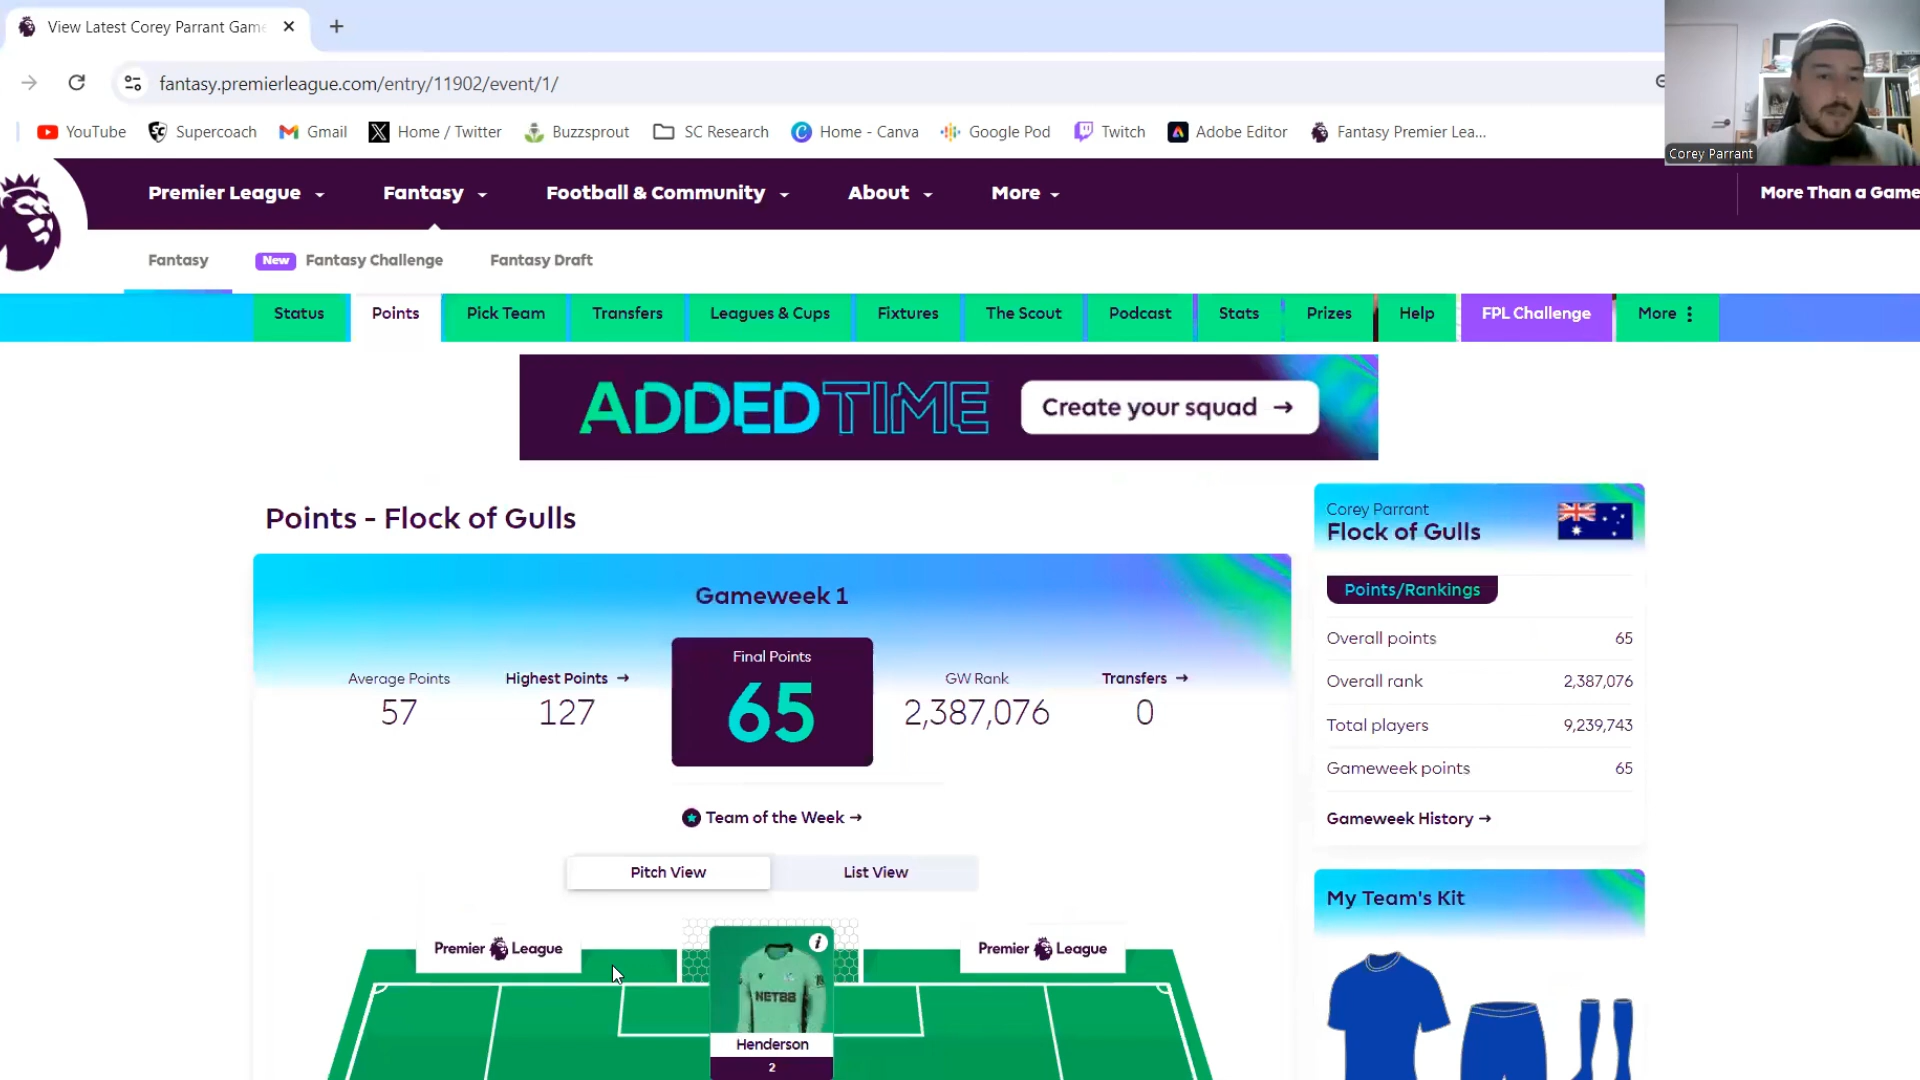 View Latest Corey Parrant Game
fantasy.premierleague.com/entry/11902/event/1/
YouTube Supercoach Gmail Home / Twitter Buzzsprout SC Research Home - Canva Google Pod Twitch Adobe Editor Fantasy Premier Lea...
Corey Parrant
Premier League Fantasy Football & Community About More More Than a Game
Fantasy New Fantasy Challenge Fantasy Draft
Status Points Pick Team Transfers Leagues & Cups Fixtures The Scout Podcast Stats Prizes Help FPL Challenge More
ADDED TIME Create your squad →
Points - Flock of Gulls
Gameweek 1
Average Points
57
Highest Points →
127
Final Points
65
GW Rank
2,387,076
Transfers →
0
Team of the Week →
Pitch View List View
Premier League
Premier League
NET88
Henderson
2
Corey Parrant
Flock of Gulls
Points/Rankings
Overall points 65
Overall rank 2,387,076
Total players 9,239,743
Gameweek points 65
Gameweek History →
My Team's Kit